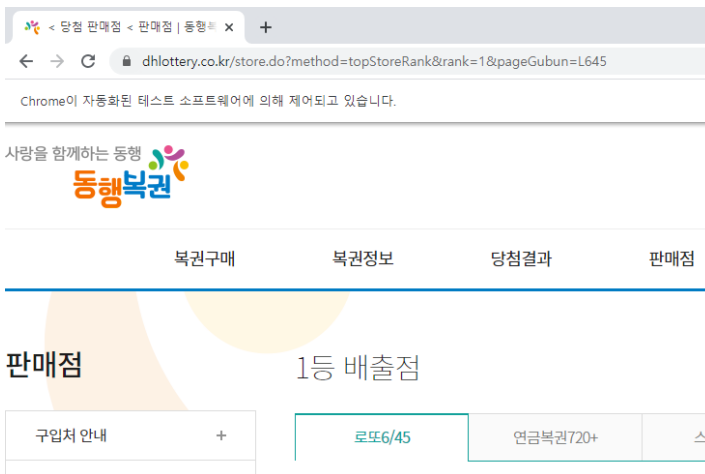 < 당첨 판매점 < 판매점 | 동행
dhlottery.co.kr/store.do?method=topStoreRank&rank=1&pageGubun=L645
Chrome이 자동화된 테스트 소프트웨어에 의해 제어되고 있습니다.
사랑을 함께하는 동행
동행복권
복권구매 복권정보 당첨결과 판매점
판매점
1등 배출점
구입처 안내 +
로또6/45 연금복권720+